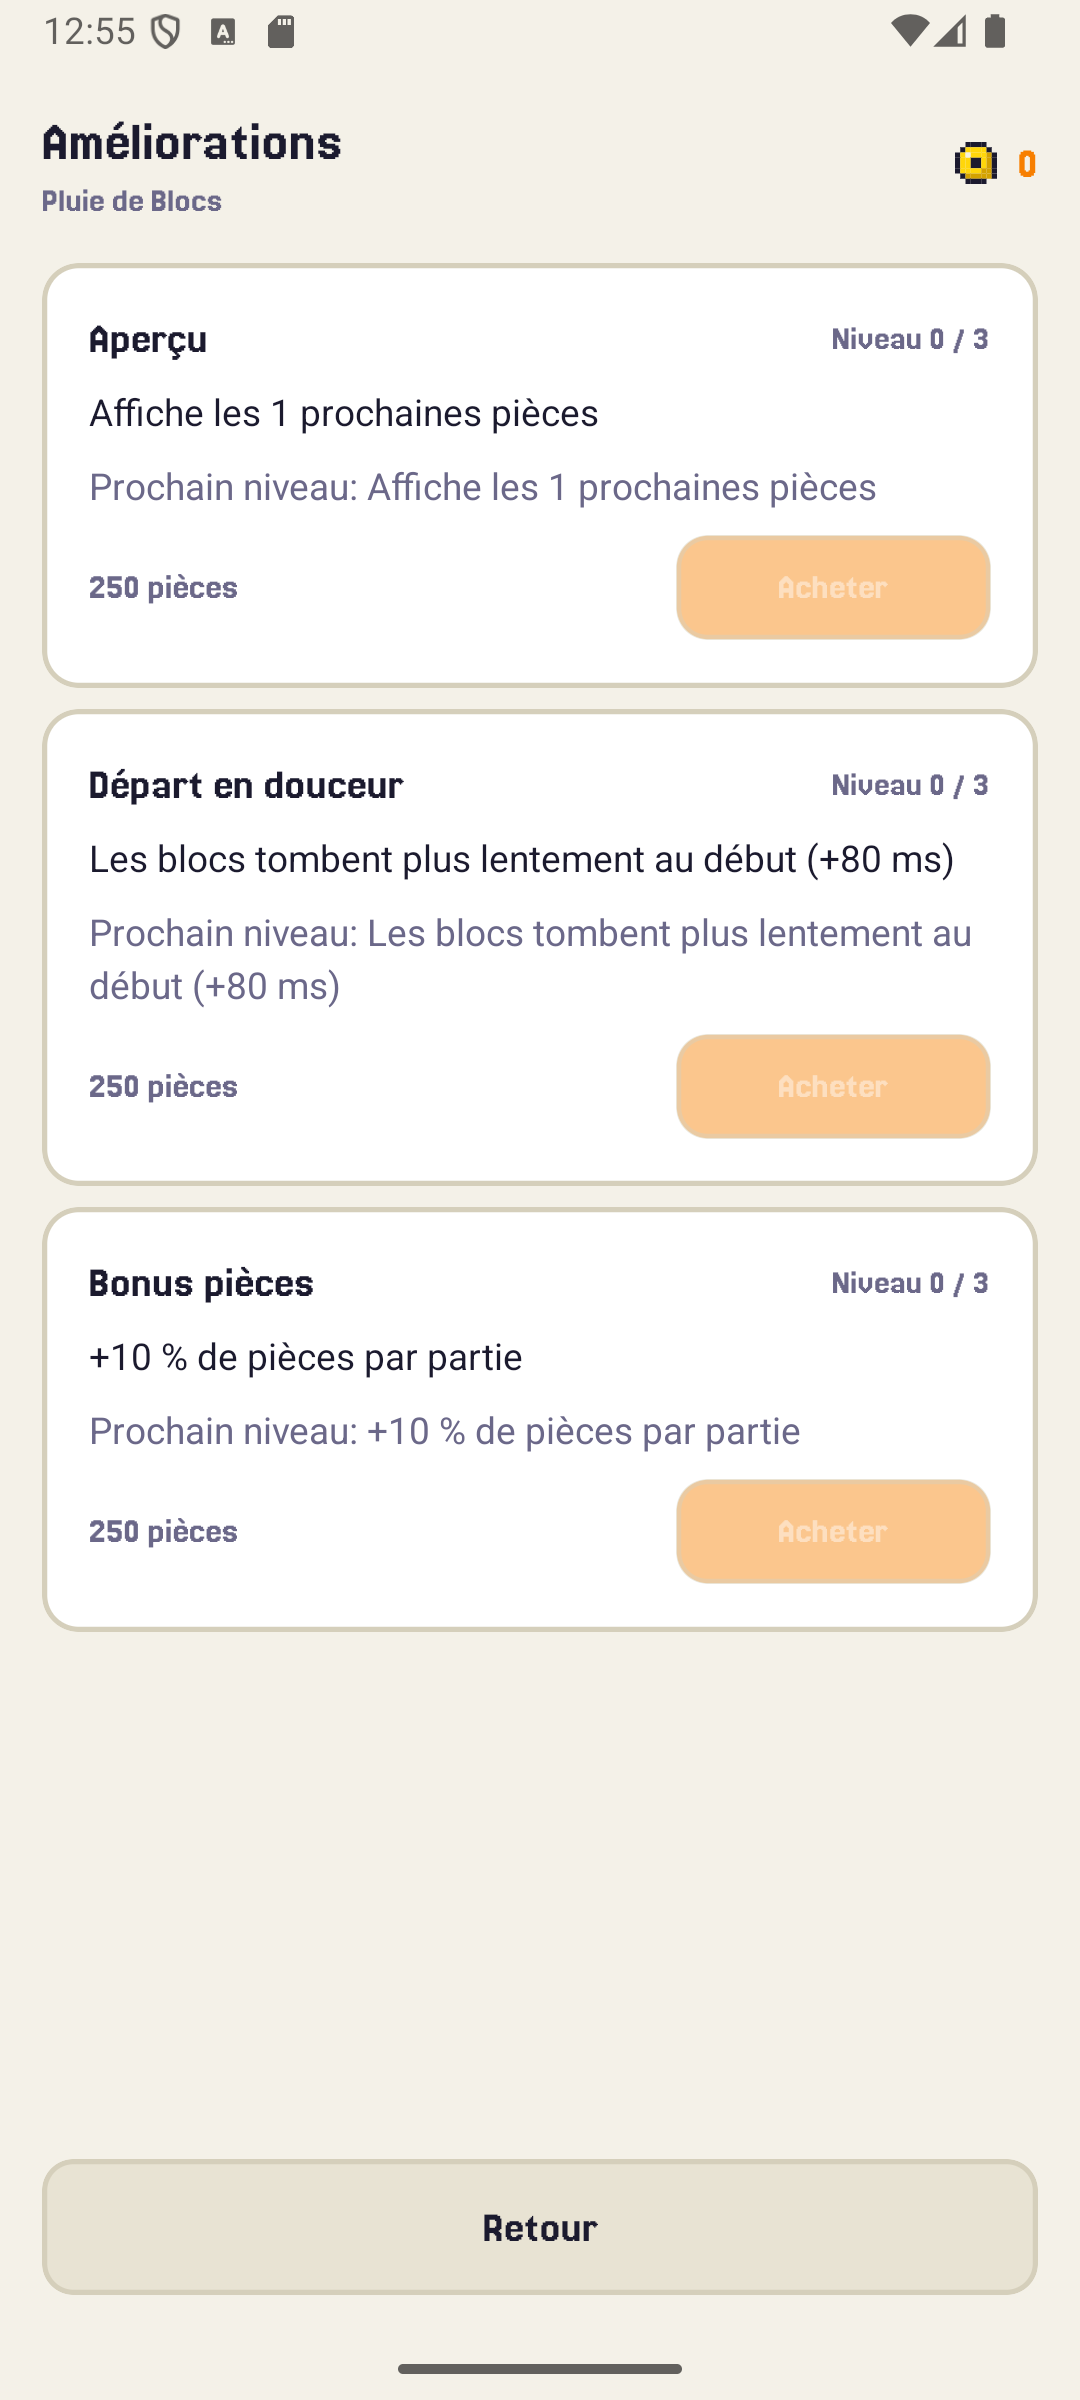 12:55
Améliorations
Pluie de Blocs
0
Aperçu
Niveau 0 / 3
Affiche les 1 prochaines pièces
Prochain niveau: Affiche les 1 prochaines pièces
250 pièces
Acheter
Départ en douceur
Niveau 0 / 3
Les blocs tombent plus lentement au début (+80 ms)
Prochain niveau: Les blocs tombent plus lentement au
début (+80 ms)
250 pièces
Acheter
Bonus pièces
Niveau 0 / 3
+10 % de pièces par partie
Prochain niveau: +10 % de pièces par partie
250 pièces
Acheter
Retour